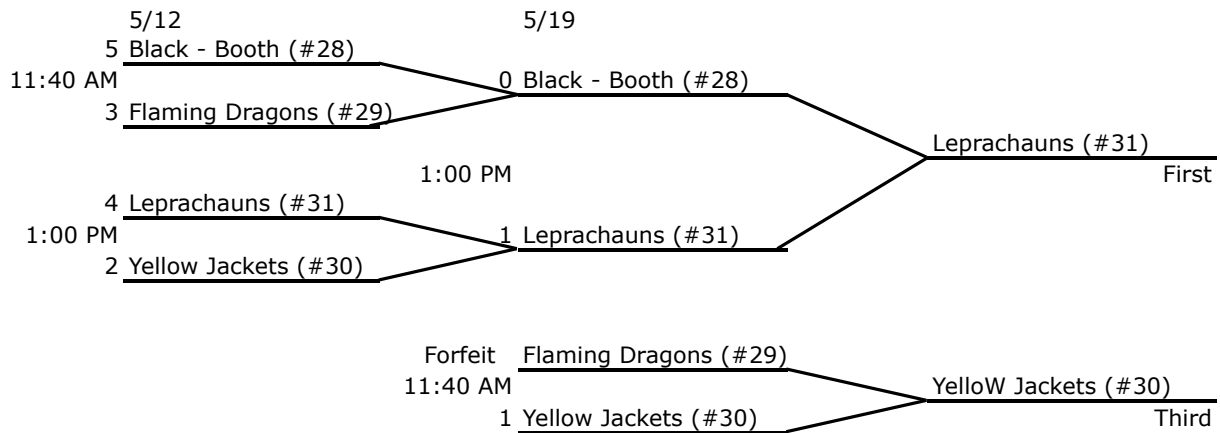 5/12 5/19
5 Black - Booth (#28)
11:40 AM 0 Black - Booth (#28)
3 Flaming Dragons (#29)
Leprachauns (#31)
1:00 PM First
4 Leprachauns (#31)
1:00 PM 1 Leprachauns (#31)
2 Yellow Jackets (#30)
Forfeit Flaming Dragons (#29)
11:40 AM YelloW Jackets (#30)
1 Yellow Jackets (#30) Third